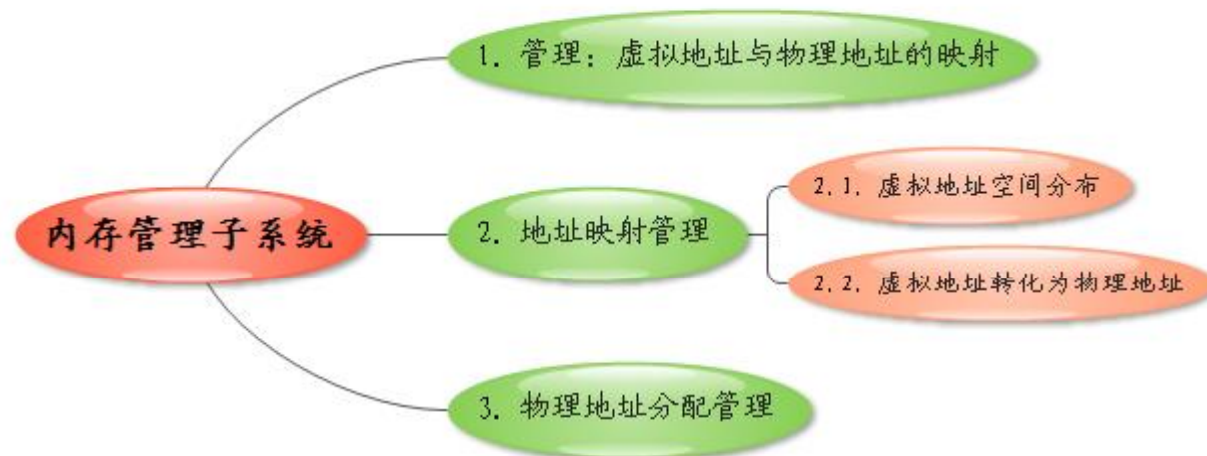 1. 管理：虚拟地址与物理地址的映射
内存管理子系统
2. 地址映射管理
2.1. 虚拟地址空间分布
2.2. 虚拟地址转化为物理地址
3. 物理地址分配管理